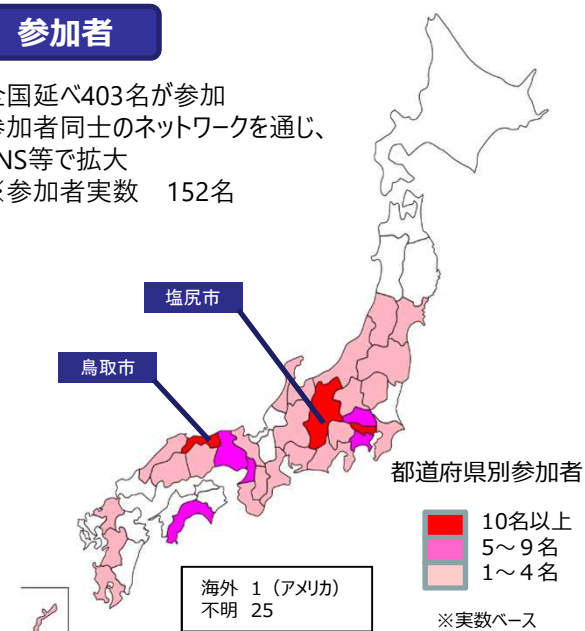 参加者
全国延べ403名が参加
参加者同士のネットワークを通じ、
SNS等で拡大
※参加者実数 152名
塩尻市
鳥取市
都道府県別参加者
10名以上
5～9名
1～4名
海外 1（アメリカ）
不明 25
※実数ベース